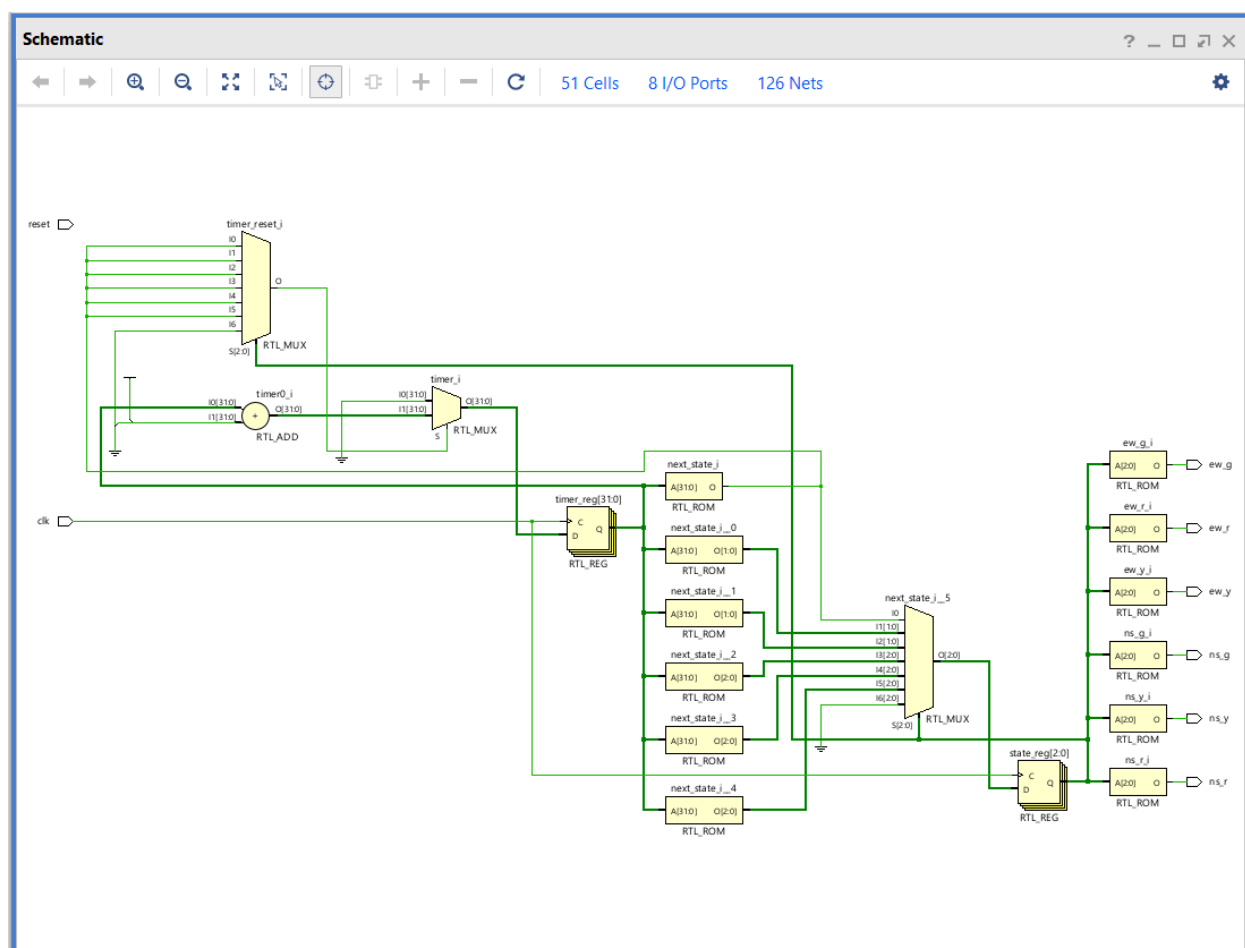 Schematic
51 Cells 8 I/O Ports 126 Nets
reset
timer_reset_i
I0
I1
I2
I3
I4
I5
I6
O
S[2:0]
RTL_MUX
timer0_i
I0[31:0]
I1[31:0]
+
O[31:0]
RTL_ADD
timer_i
I0[31:0]
I1[31:0]
O[31:0]
S
RTL_MUX
clk
timer_reg[31:0]
C
D
Q
RTL_REG
next_state_i
A[31:0] O
RTL_ROM
next_state_i__0
A[31:0] O[1:0]
RTL_ROM
next_state_i__1
A[31:0] O[1:0]
RTL_ROM
next_state_i__2
A[31:0] O[2:0]
RTL_ROM
next_state_i__3
A[31:0] O[2:0]
RTL_ROM
next_state_i__4
A[31:0] O[2:0]
RTL_ROM
next_state_i__5
I0
I1[1:0]
I2[1:0]
I3[2:0]
I4[2:0]
I5[2:0]
I6[2:0]
O[2:0]
S[2:0]
RTL_MUX
state_reg[2:0]
C
D
Q
RTL_REG
ew_g_i
A[2:0] O
ew_g
RTL_ROM
ew_r_i
A[2:0] O
ew_r
RTL_ROM
ew_y_i
A[2:0] O
ew_y
RTL_ROM
ns_g_i
A[2:0] O
ns_g
RTL_ROM
ns_y_i
A[2:0] O
ns_y
RTL_ROM
ns_r_i
A[2:0] O
ns_r
RTL_ROM